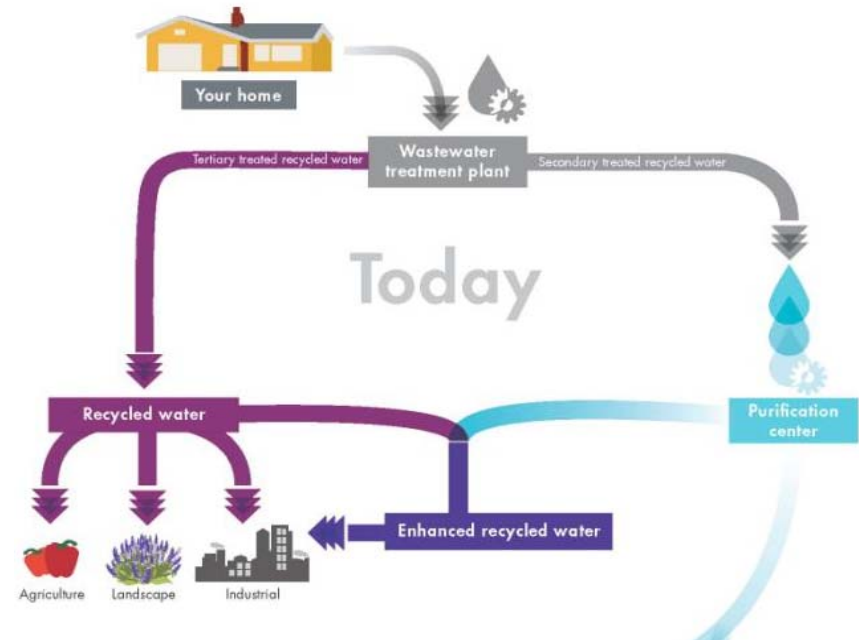 Your home
Wastewater
treatment plant
Tertiary treated recycled water
Secondary treated recycled water
Today
Recycled water
Purification
center
Enhanced recycled water
Agriculture
Landscape
Industrial